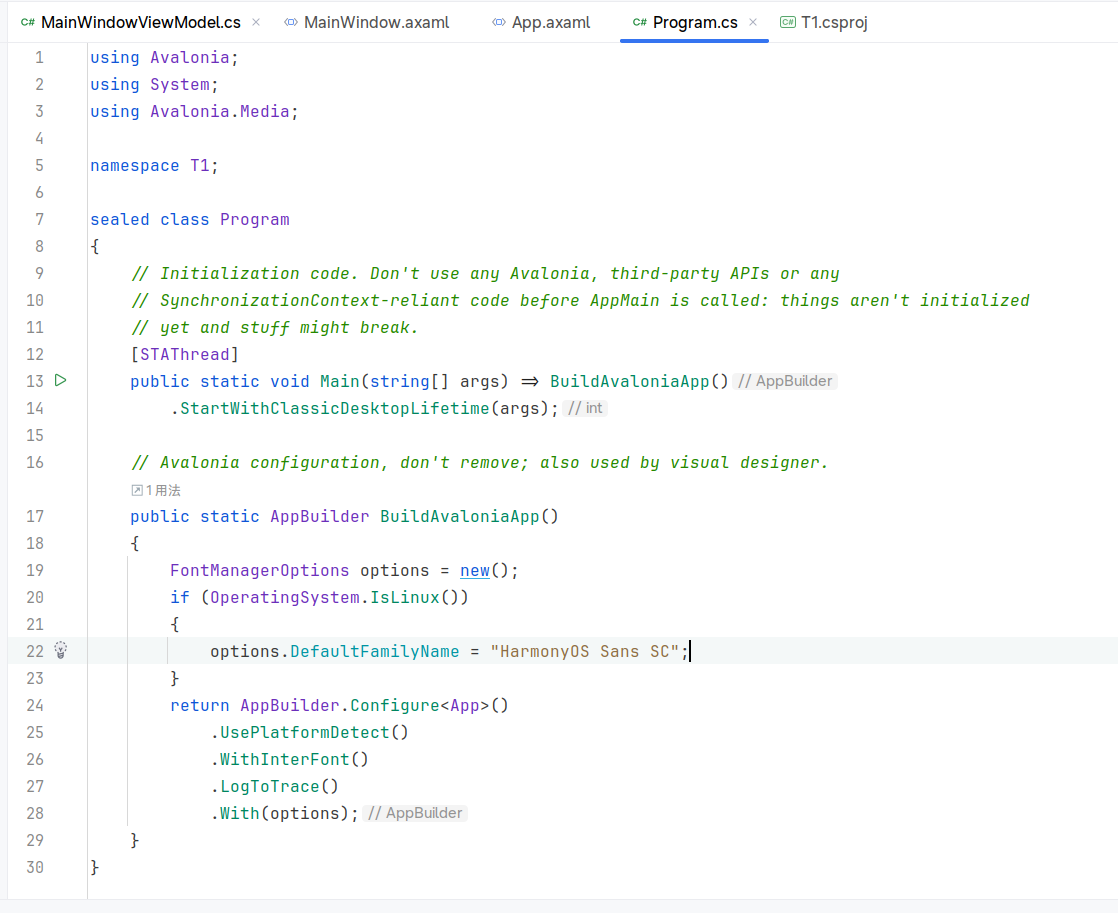 C# MainWindowViewModel.cs × MainWindow.axaml App.axaml C# Program.cs × C# T1.csproj
1 using Avalonia;
2 using System;
3 using Avalonia.Media;
4
5 namespace T1;
6
7 sealed class Program
8 {
9 // Initialization code. Don't use any Avalonia, third-party APIs or any
10 // SynchronizationContext-reliant code before AppMain is called: things aren't initialized
11 // yet and stuff might break.
12 [STAThread]
13 public static void Main(string[] args) => BuildAvaloniaApp() // AppBuilder
14 .StartWithClassicDesktopLifetime(args); // int
15
16 // Avalonia configuration, don't remove; also used by visual designer.
1 用法
17 public static AppBuilder BuildAvaloniaApp()
18 {
19 FontManagerOptions options = new();
20 if (OperatingSystem.IsLinux())
21 {
22 options.DefaultFamilyName = "HarmonyOS Sans SC";
23 }
24 return AppBuilder.Configure<App>()
25 .UsePlatformDetect()
26 .WithInterFont()
27 .LogToTrace()
28 .With(options); // AppBuilder
29 }
30 }